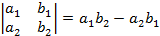 |a₁ b₁|
|a₂ b₂| = a₁b₂ − a₂b₁